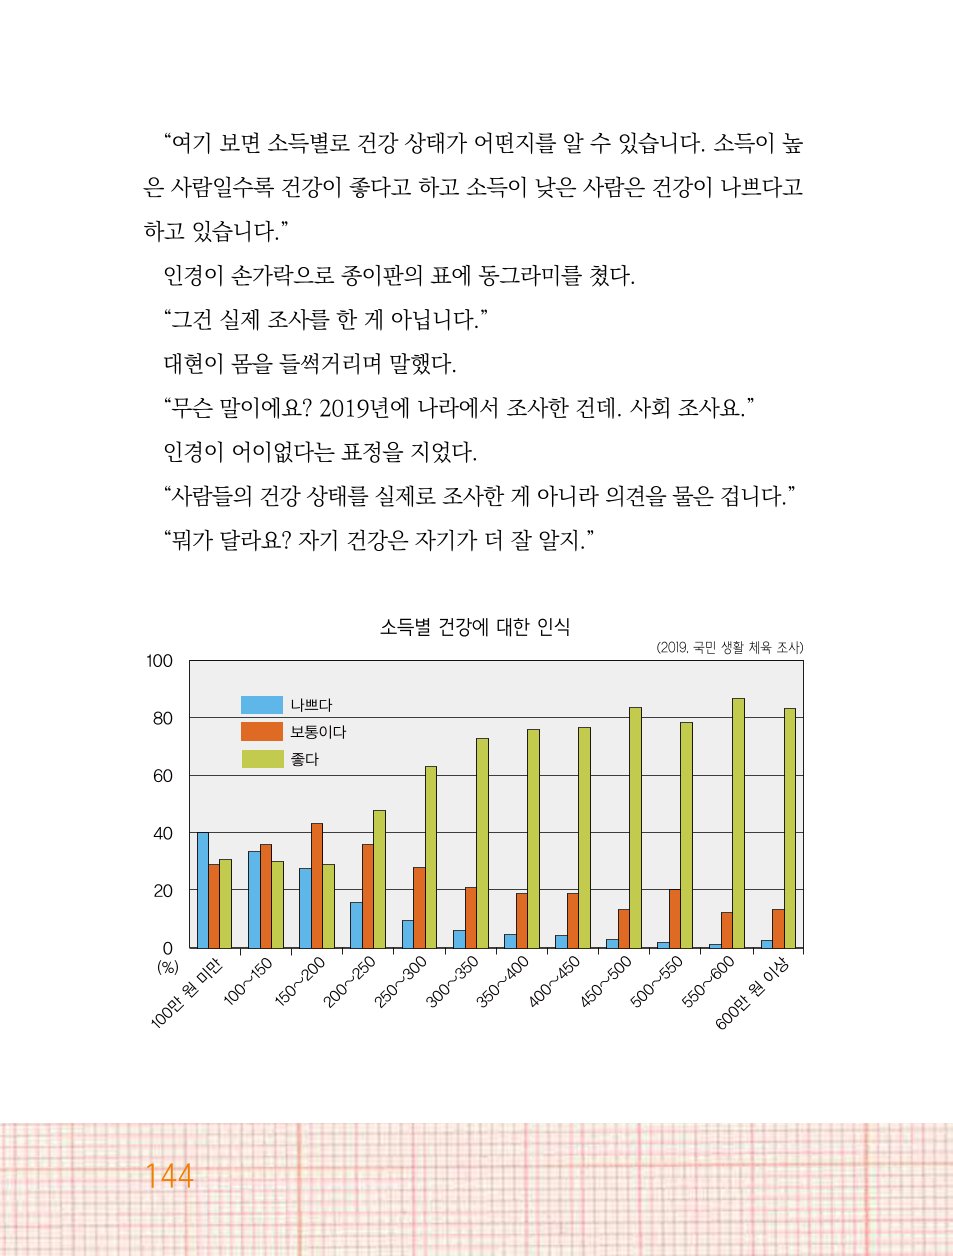 “여기 보면 소득별로 건강 상태가 어떤지를 알 수 있습니다. 소득이 높
은 사람일수록 건강이 좋다고 하고 소득이 낮은 사람은 건강이 나쁘다고
하고 있습니다.”
인경이 손가락으로 종이판의 표에 동그라미를 쳤다.
“그건 실제 조사를 한 게 아닙니다.”
대현이 몸을 들썩거리며 말했다.
“무슨 말이에요? 2019년에 나라에서 조사한 건데. 사회 조사요.”
인경이 어이없다는 표정을 지었다.
“사람들의 건강 상태를 실제로 조사한 게 아니라 의견을 물은 겁니다.”
“뭐가 달라요? 자기 건강은 자기가 더 잘 알지.”
소득별 건강에 대한 인식
(2019, 국민 생활 체육 조사)
100
80
60
40
20
0
(%)
나쁘다
보통이다
좋다
100만 원 미만
100~150
150~200
200~250
250~300
300~350
350~400
400~450
450~500
500~550
550~600
600만 원 이상
144